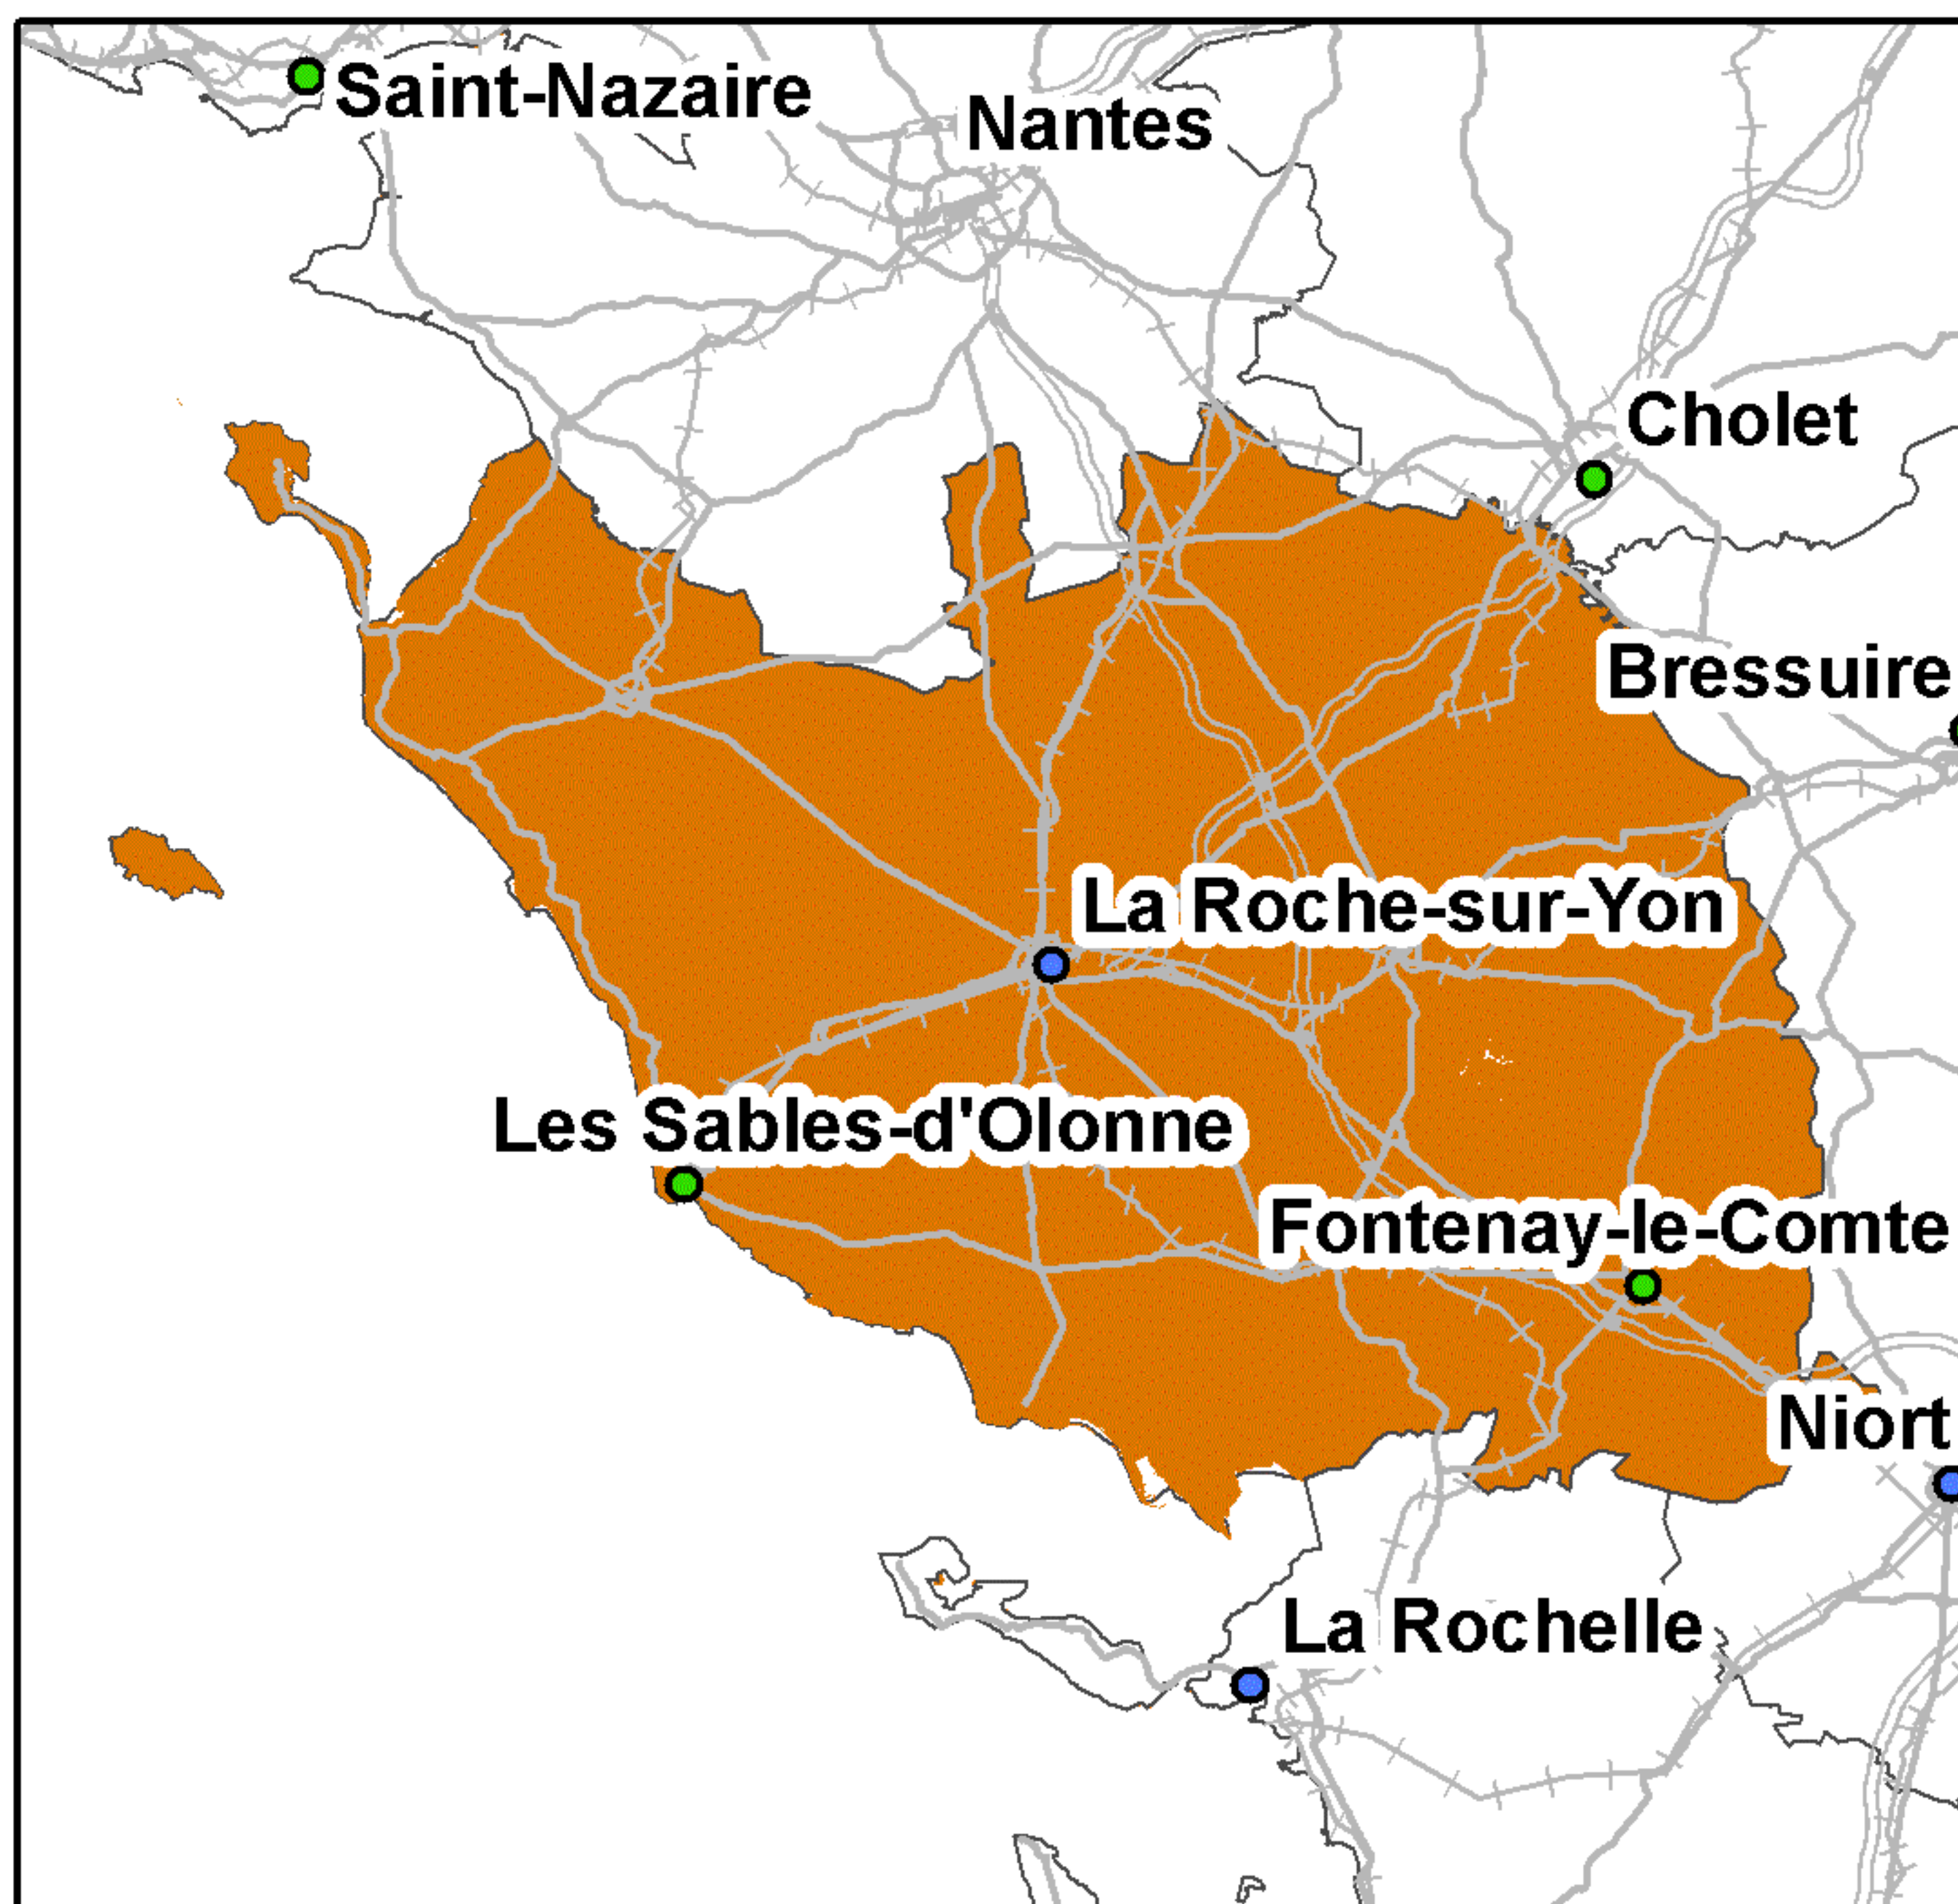 Saint-Nazaire
Nantes
Cholet
Bressuire
La Roche-sur-Yon
Les Sables-d'Olonne
Fontenay-le-Comte
Niort
La Rochelle